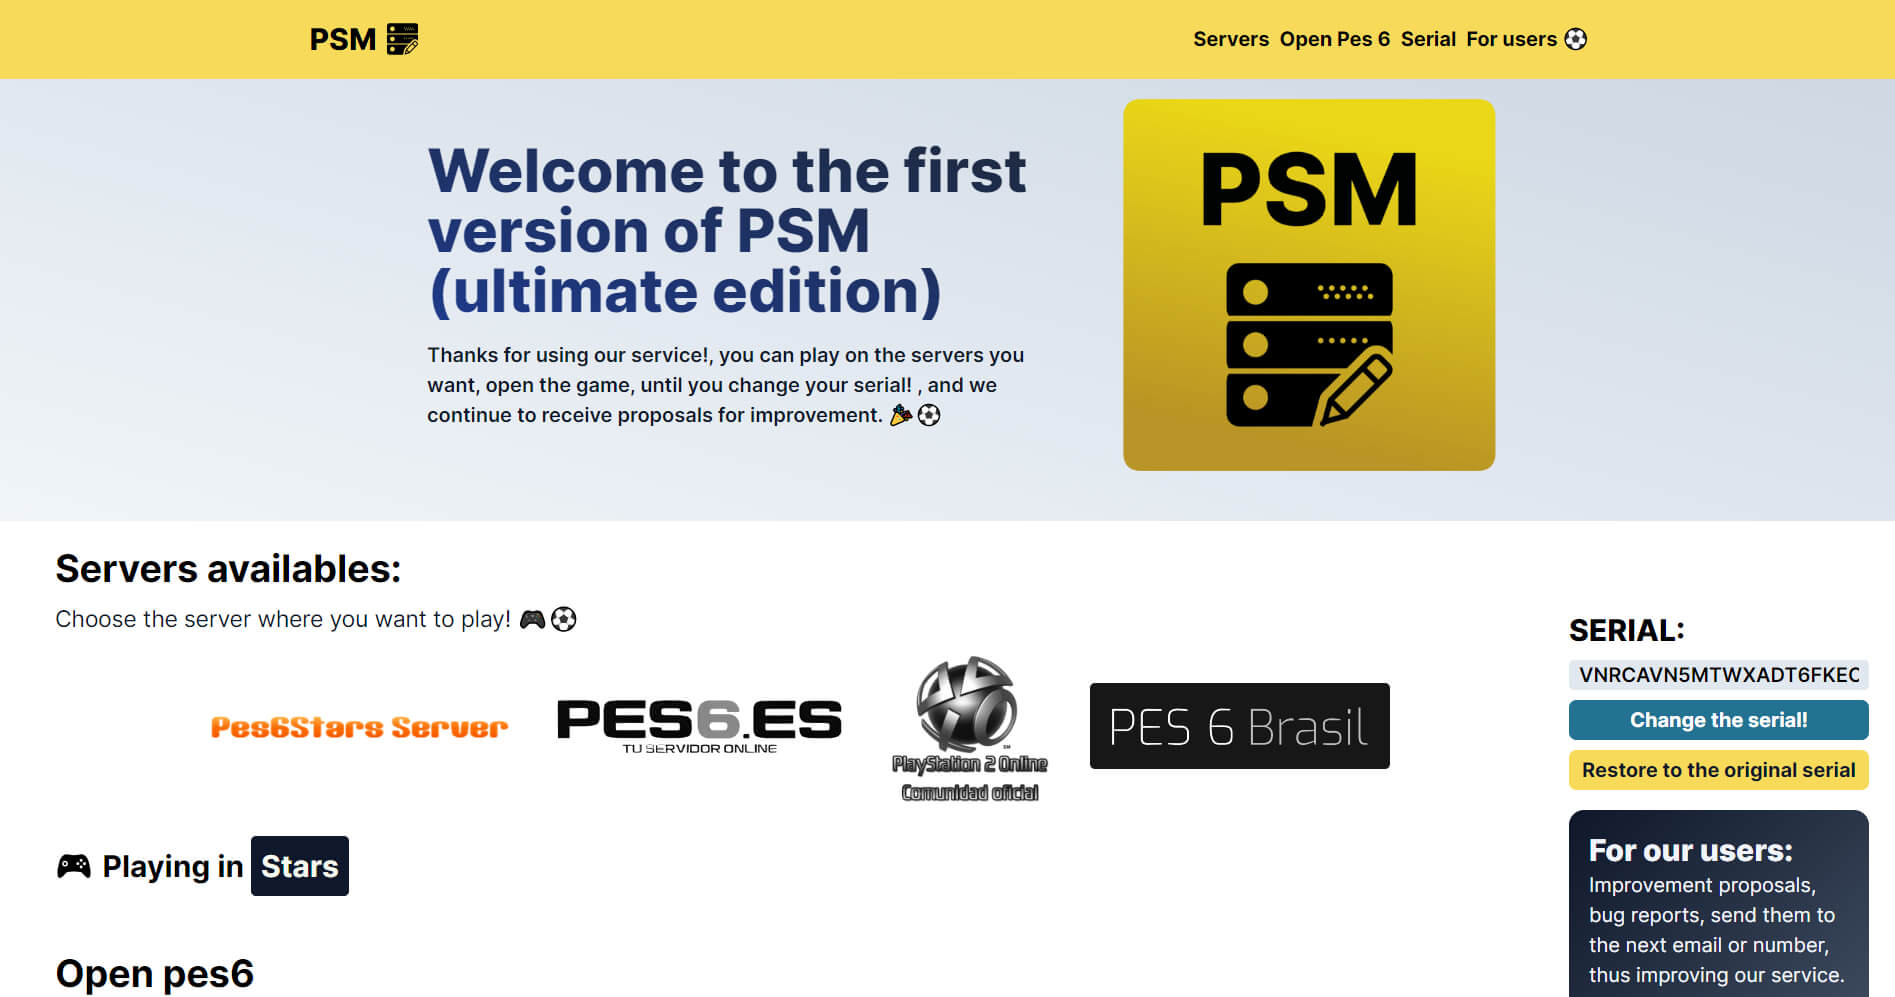 PSM
Servers Open Pes 6 Serial For users
Welcome to the first
version of PSM
(ultimate edition)
Thanks for using our service!, you can play on the servers you
want, open the game, until you change your serial! , and we
continue to receive proposals for improvement.
PSM
Servers availables:
Choose the server where you want to play!
Pes6Stars Server
PES6.ES
TU SERVIDOR ONLINE
SM
PlayStation 2 Online
Comunidad oficial
PES 6 Brasil
Playing in Stars
Open pes6
SERIAL:
VNRCAVN5MTWXADT6FKEC
Change the serial!
Restore to the original serial
For our users:
Improvement proposals,
bug reports, send them to
the next email or number,
thus improving our service.